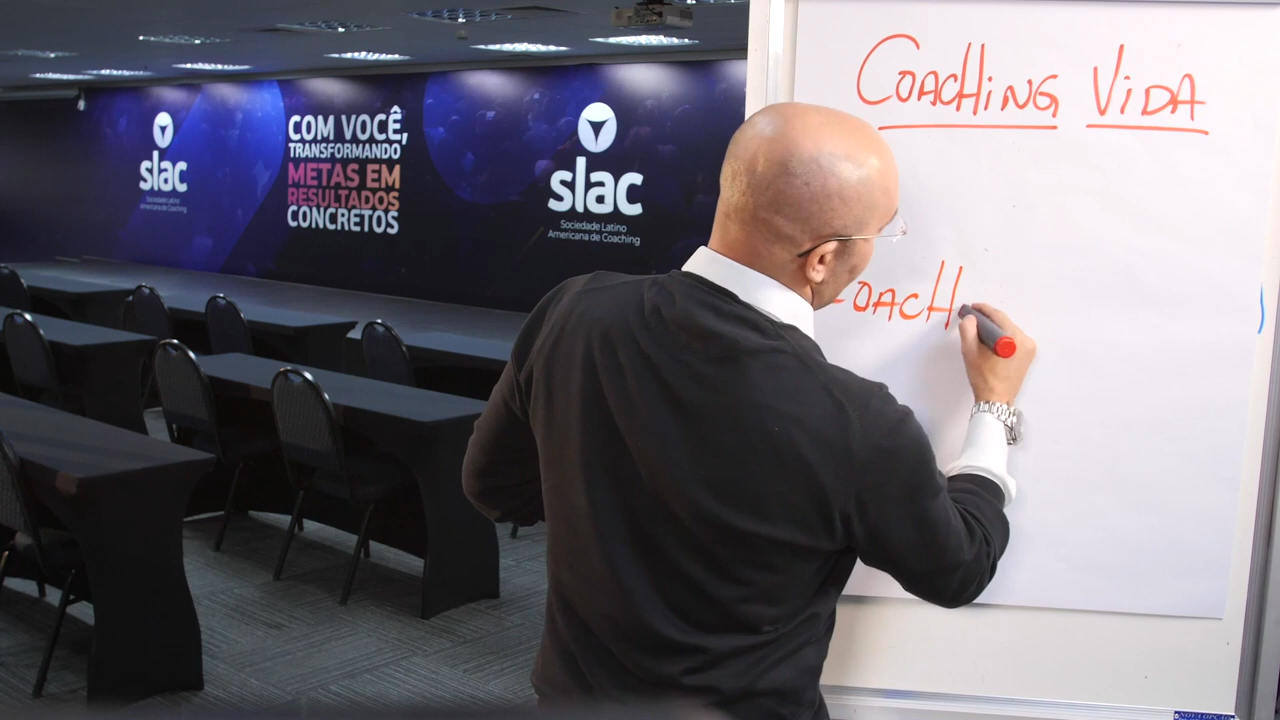 COACHiNG ViDA
COACH
COM VOCÊ,
TRANSFORMANDO
METAS EM
RESULTADOS
CONCRETOS
slac
Sociedade Latino
Americana de Coaching
slac
Sociedade Latino
Americana de Coaching